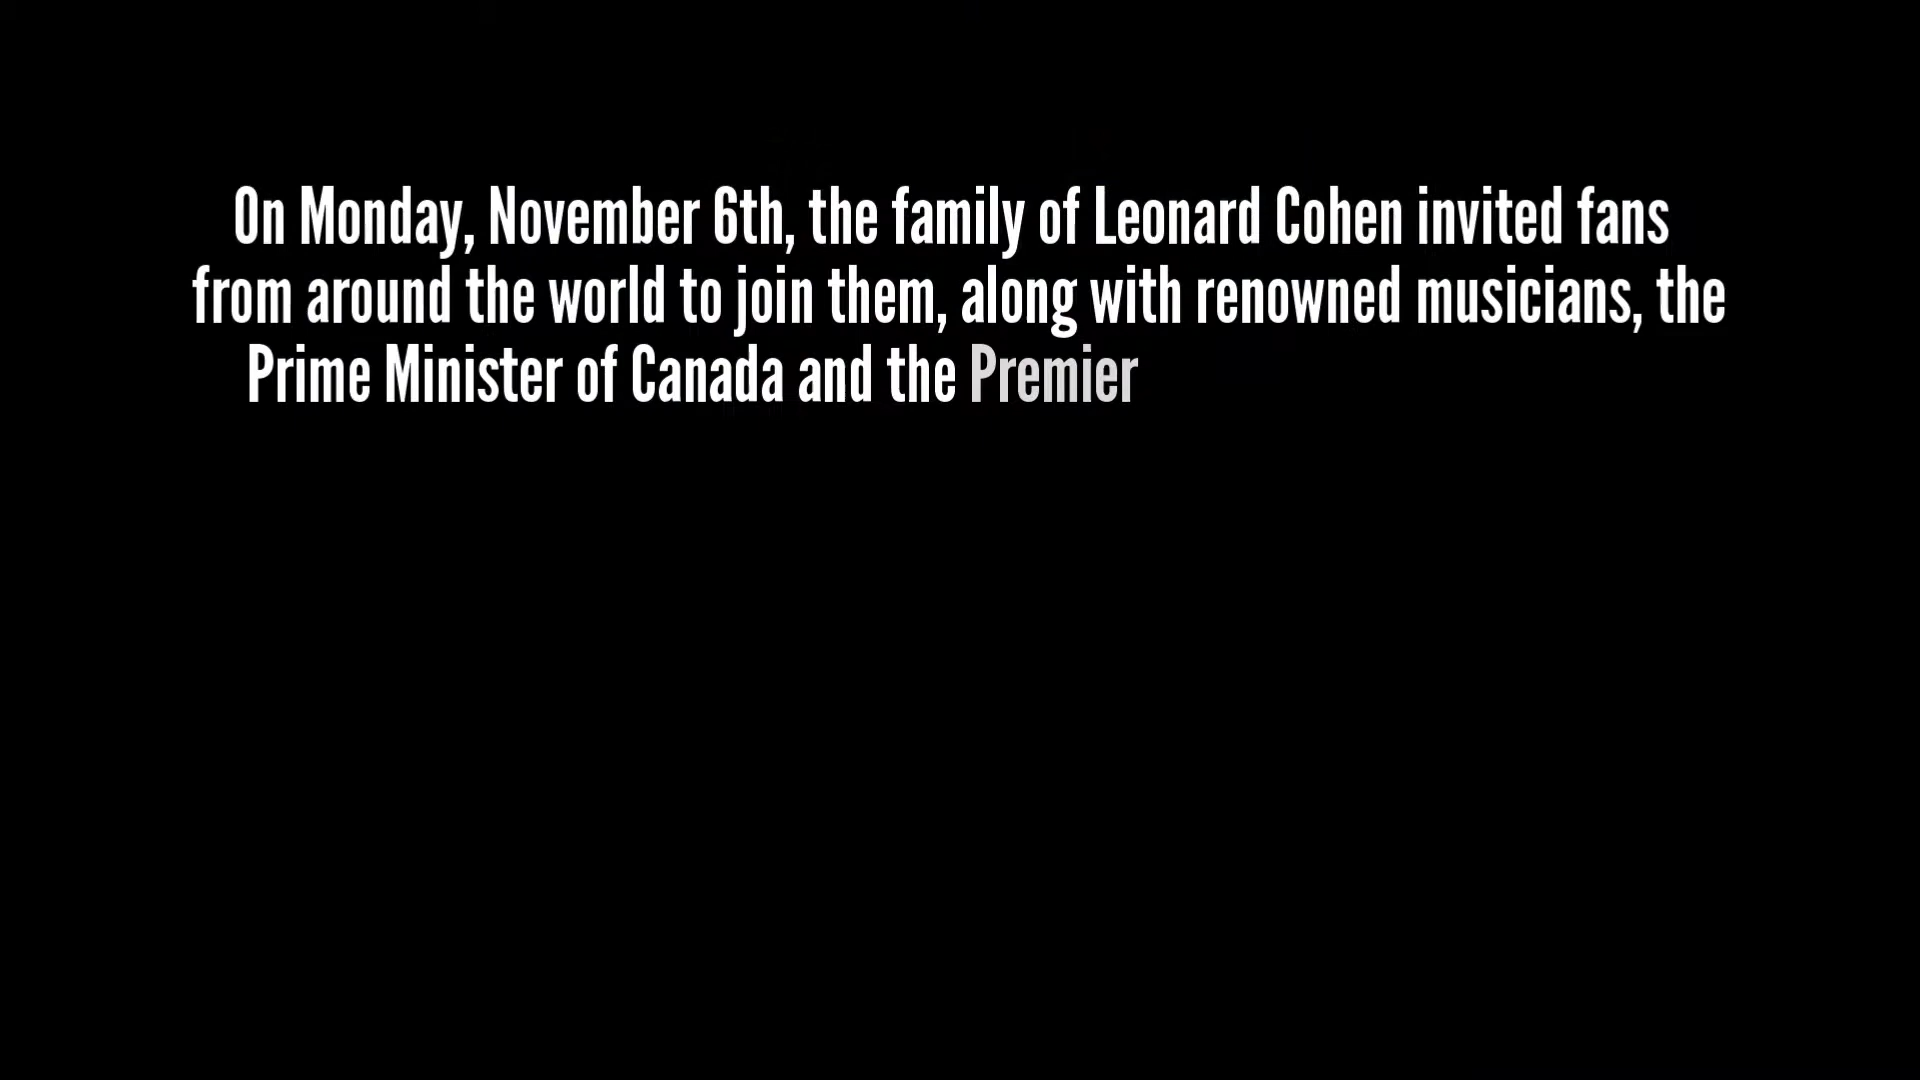 On Monday, November 6th, the family of Leonard Cohen invited fans
from around the world to join them, along with renowned musicians, the
Prime Minister of Canada and the Premier